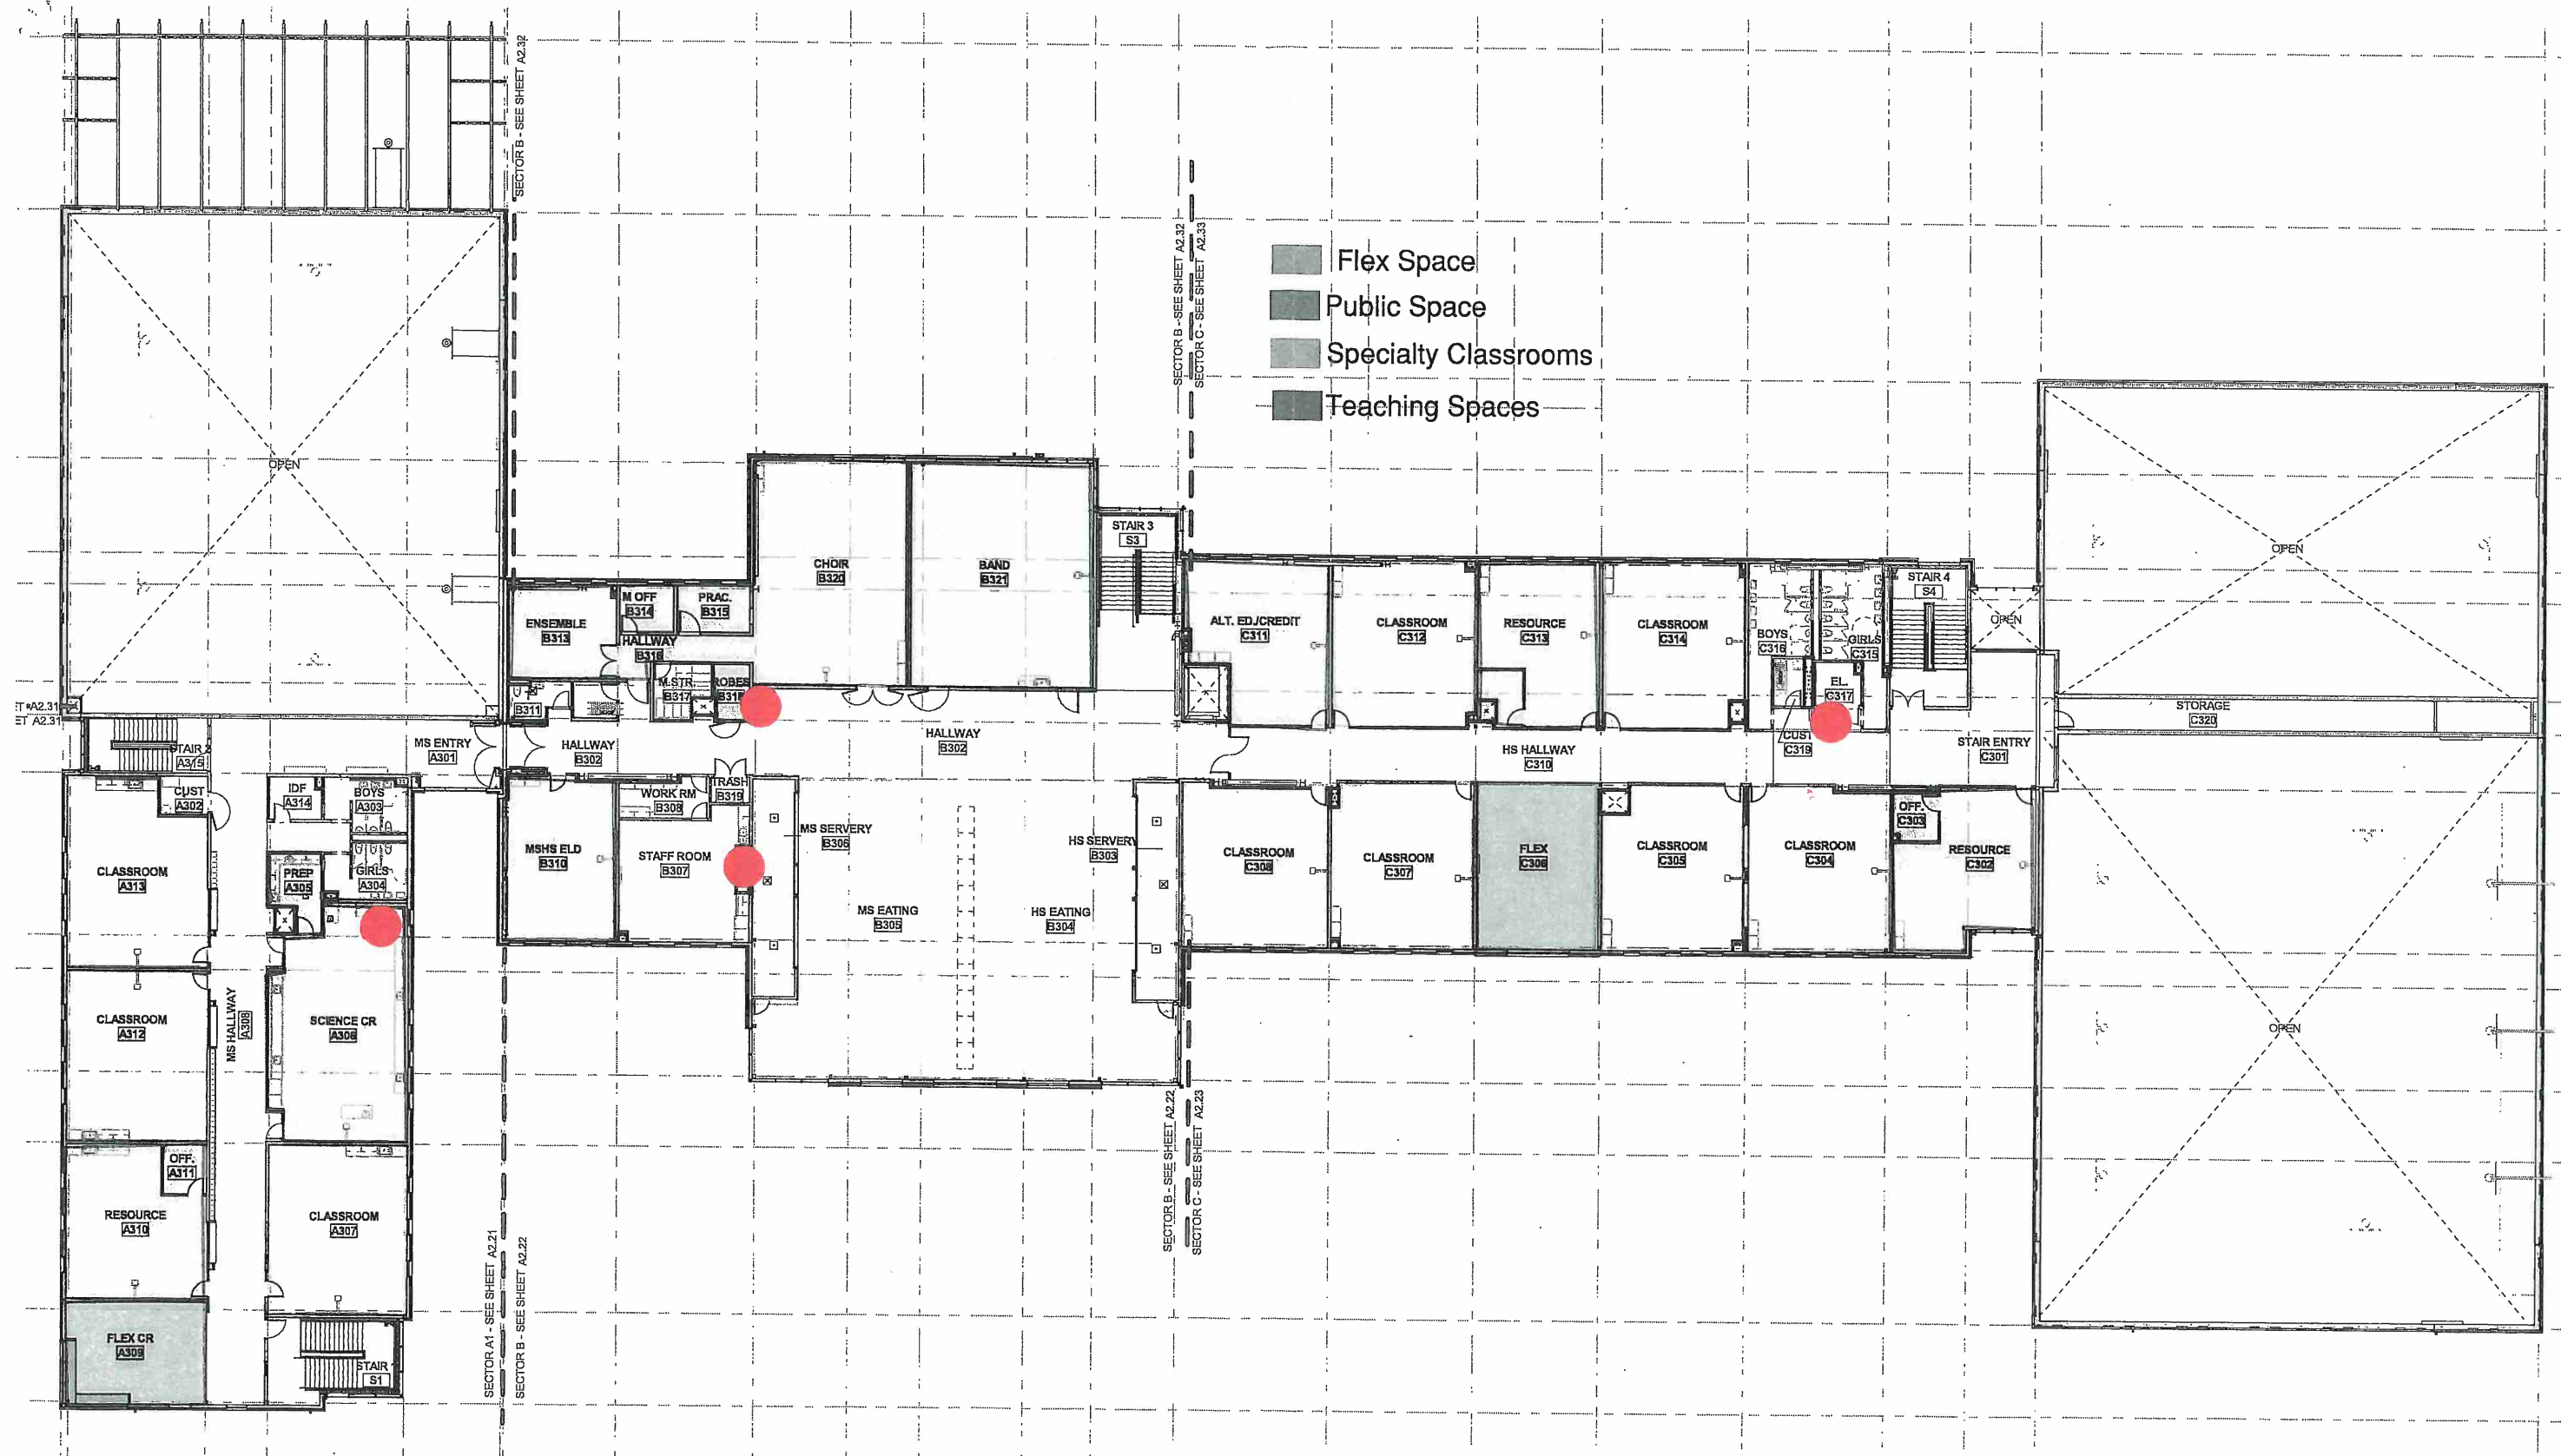 SECTOR B - SEE SHEET A2.32
SECTOR B - SEE SHEET A2.32
SECTOR C - SEE SHEET A2.33
Flex Space
Public Space
Specialty Classrooms
Teaching Spaces
OPEN
OPEN
OPEN
OPEN
STAIR 3
S3
CHOIR
B320
BAND
B321
ENSEMBLE
B313
M OFF
B314
PRAC.
B315
HALLWAY
B316
M.STR.
B317
ROBES
B318
B311
ALT. ED./CREDIT
C311
CLASSROOM
C312
RESOURCE
C313
CLASSROOM
C314
BOYS
C316
GIRLS
C315
EL.
C317
CUST
C319
STAIR 4
S4
STORAGE
C320
STAIR ENTRY
C301
HS HALLWAY
C310
A2.31
ET A2.31
STAIR 2
A315
MS ENTRY
A301
HALLWAY
B302
HALLWAY
B302
CUST
A302
IDF
A314
BOYS
A303
WORK RM
B308
TRASH
B319
CLASSROOM
A313
PREP
A305
GIRLS
A304
MSHS ELD
B310
STAFF ROOM
B307
MS SERVERY
B306
HS SERVERY
B303
MS EATING
B305
HS EATING
B304
CLASSROOM
C308
CLASSROOM
C307
FLEX
C306
CLASSROOM
C305
CLASSROOM
C304
OFF.
C303
RESOURCE
C302
CLASSROOM
A312
MS HALLWAY
A308
SCIENCE CR
A306
OFF.
A311
RESOURCE
A310
CLASSROOM
A307
FLEX CR
A309
STAIR
S1
SECTOR A1 - SEE SHEET A2.21
SECTOR B - SEE SHEET A2.22
SECTOR B - SEE SHEET A2.22
SECTOR C - SEE SHEET A2.23